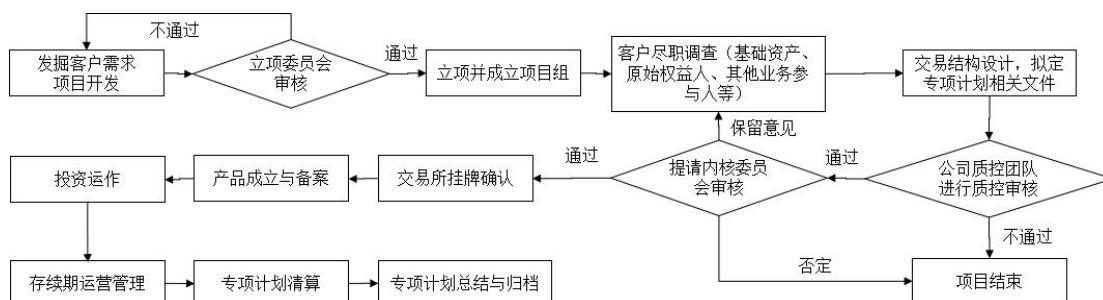 不通过
发掘客户需求
项目开发
立项委员会
审核
通过
立项并成立项目组
客户尽职调查（基础资产、
原始权益人、其他业务参
与人等）
交易结构设计，拟定
专项计划相关文件
保留意见
投资运作
产品成立与备案
交易所挂牌确认
通过
提请内核委员
会审核
通过
公司质控团队
进行质控审核
不通过
否定
存续期运营管理
专项计划清算
专项计划总结与归档
项目结束